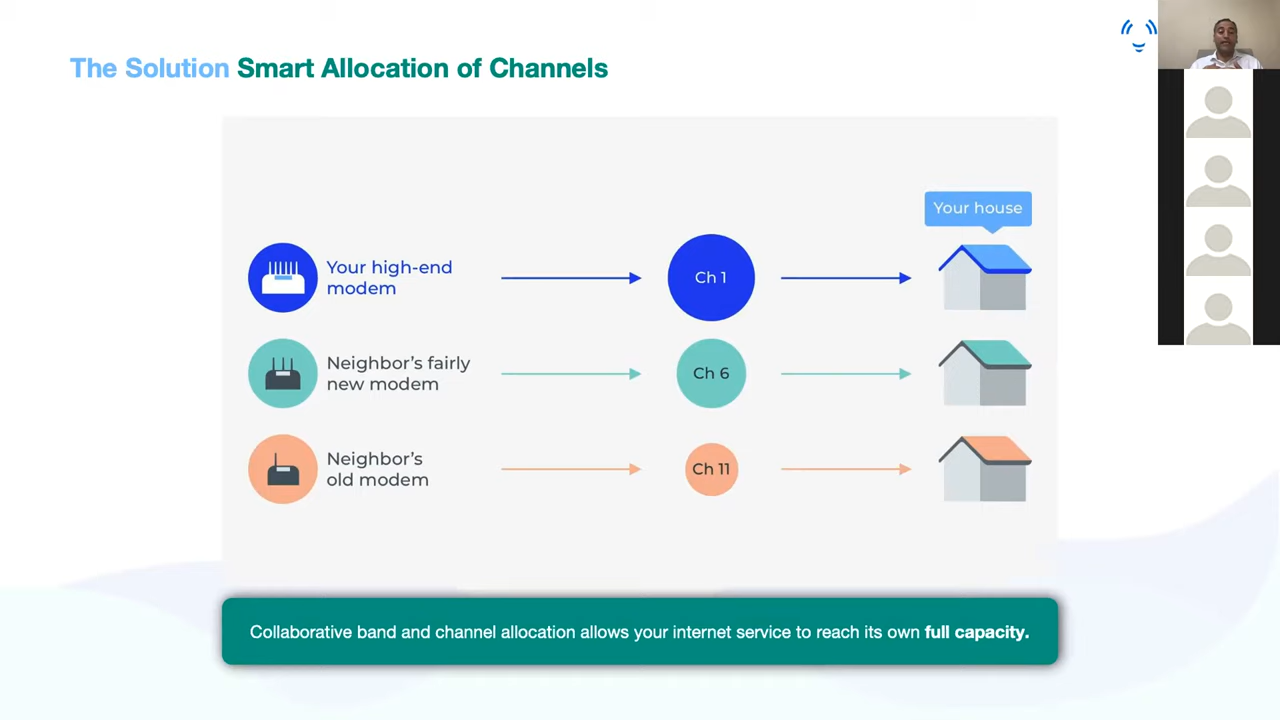 The Solution Smart Allocation of Channels
Your house
Your high-end
modem
Ch 1
Neighbor's fairly
new modem
Ch 6
Neighbor's
old modem
Ch 11
Collaborative band and channel allocation allows your internet service to reach its own full capacity.